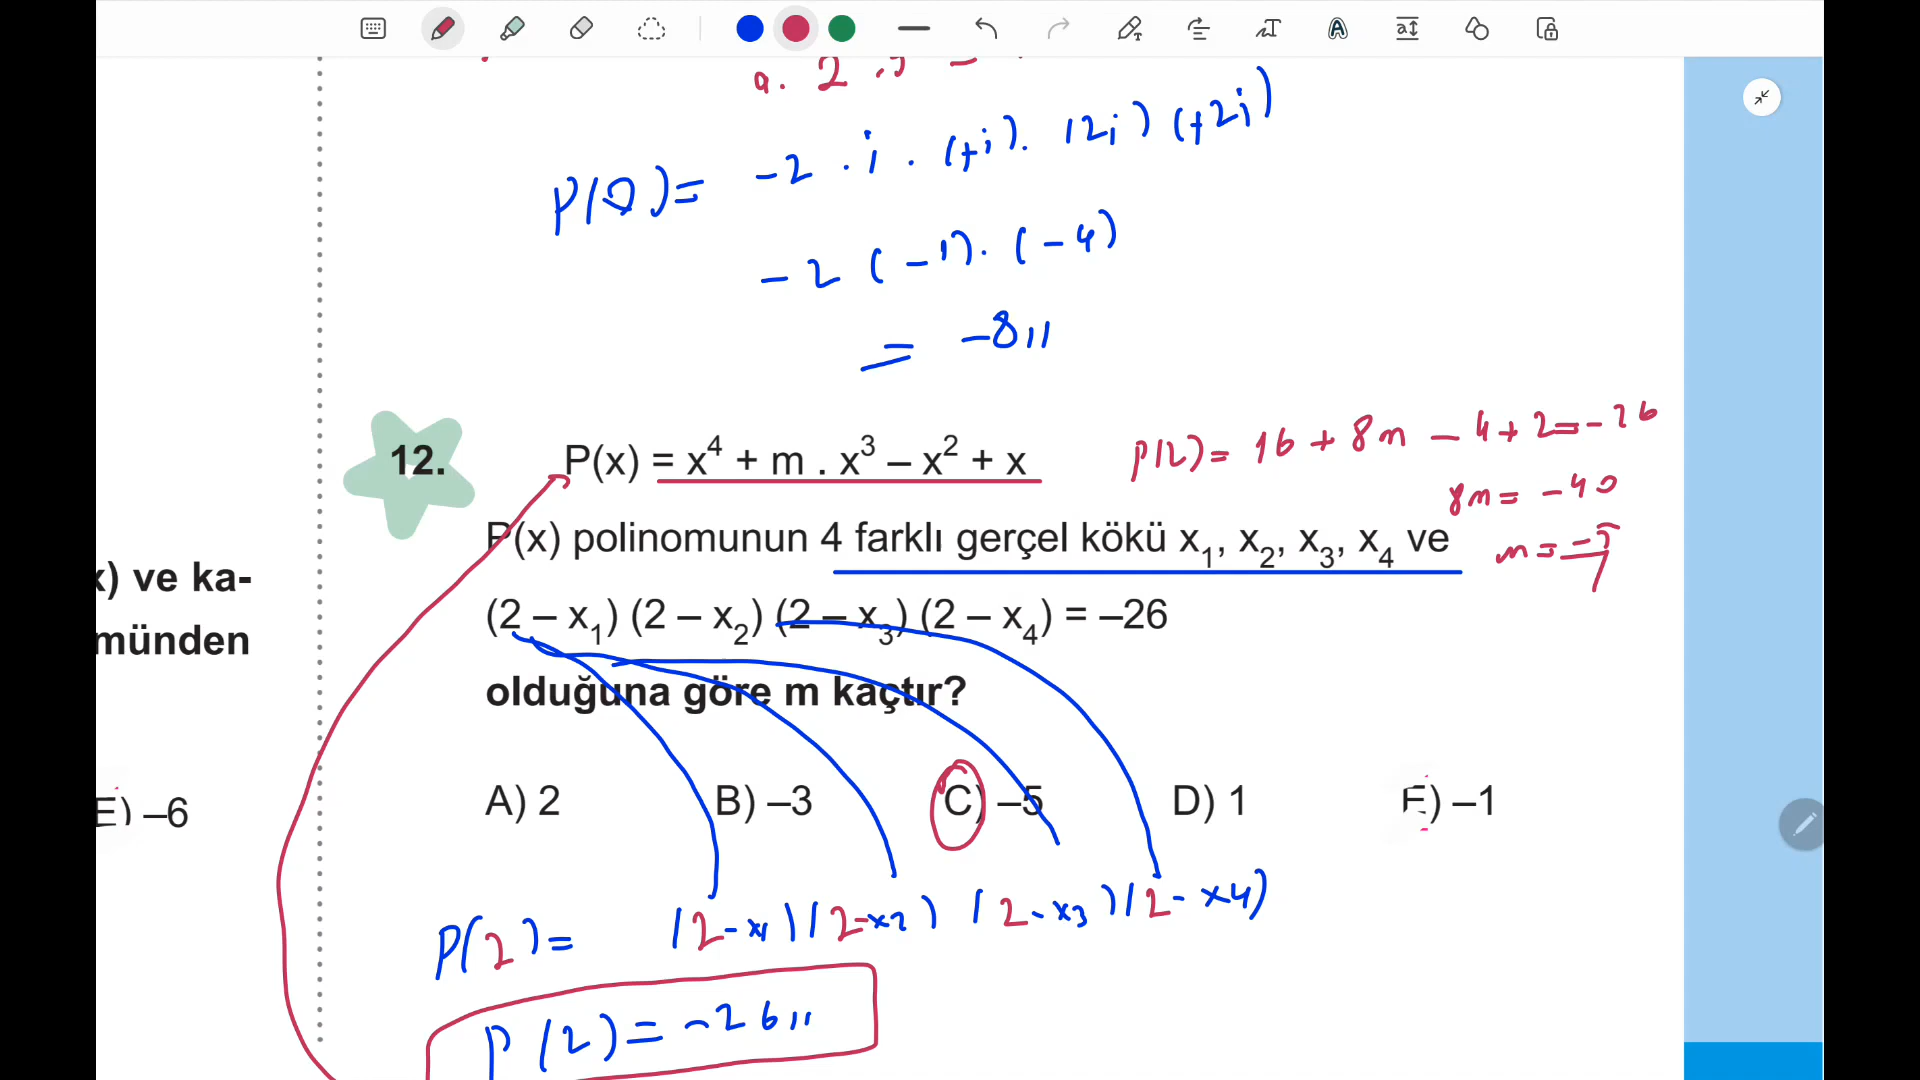 a. 2
P(0)= -2 . i . (+i). (2i) (+2i)
-2 (-1). (-4)
= -8
12. P(x) = x⁴ + m . x³ – x² + x
P(2)= 16 + 8m - 4+2=-26
8m= -40
m=-5
P(x) polinomunun 4 farklı gerçel kökü x₁, x₂, x₃, x₄ ve
(2 – x₁) (2 – x₂) (2 – x₃) (2 – x₄) = –26
olduğuna göre m kaçtır?
A) 2 B) –3 C) –5 D) 1 E) –1
P(2)= (2-x1)(2-x2) (2-x3)(2-x4)
P(2)=-26
x) ve ka-
münden
E) –6